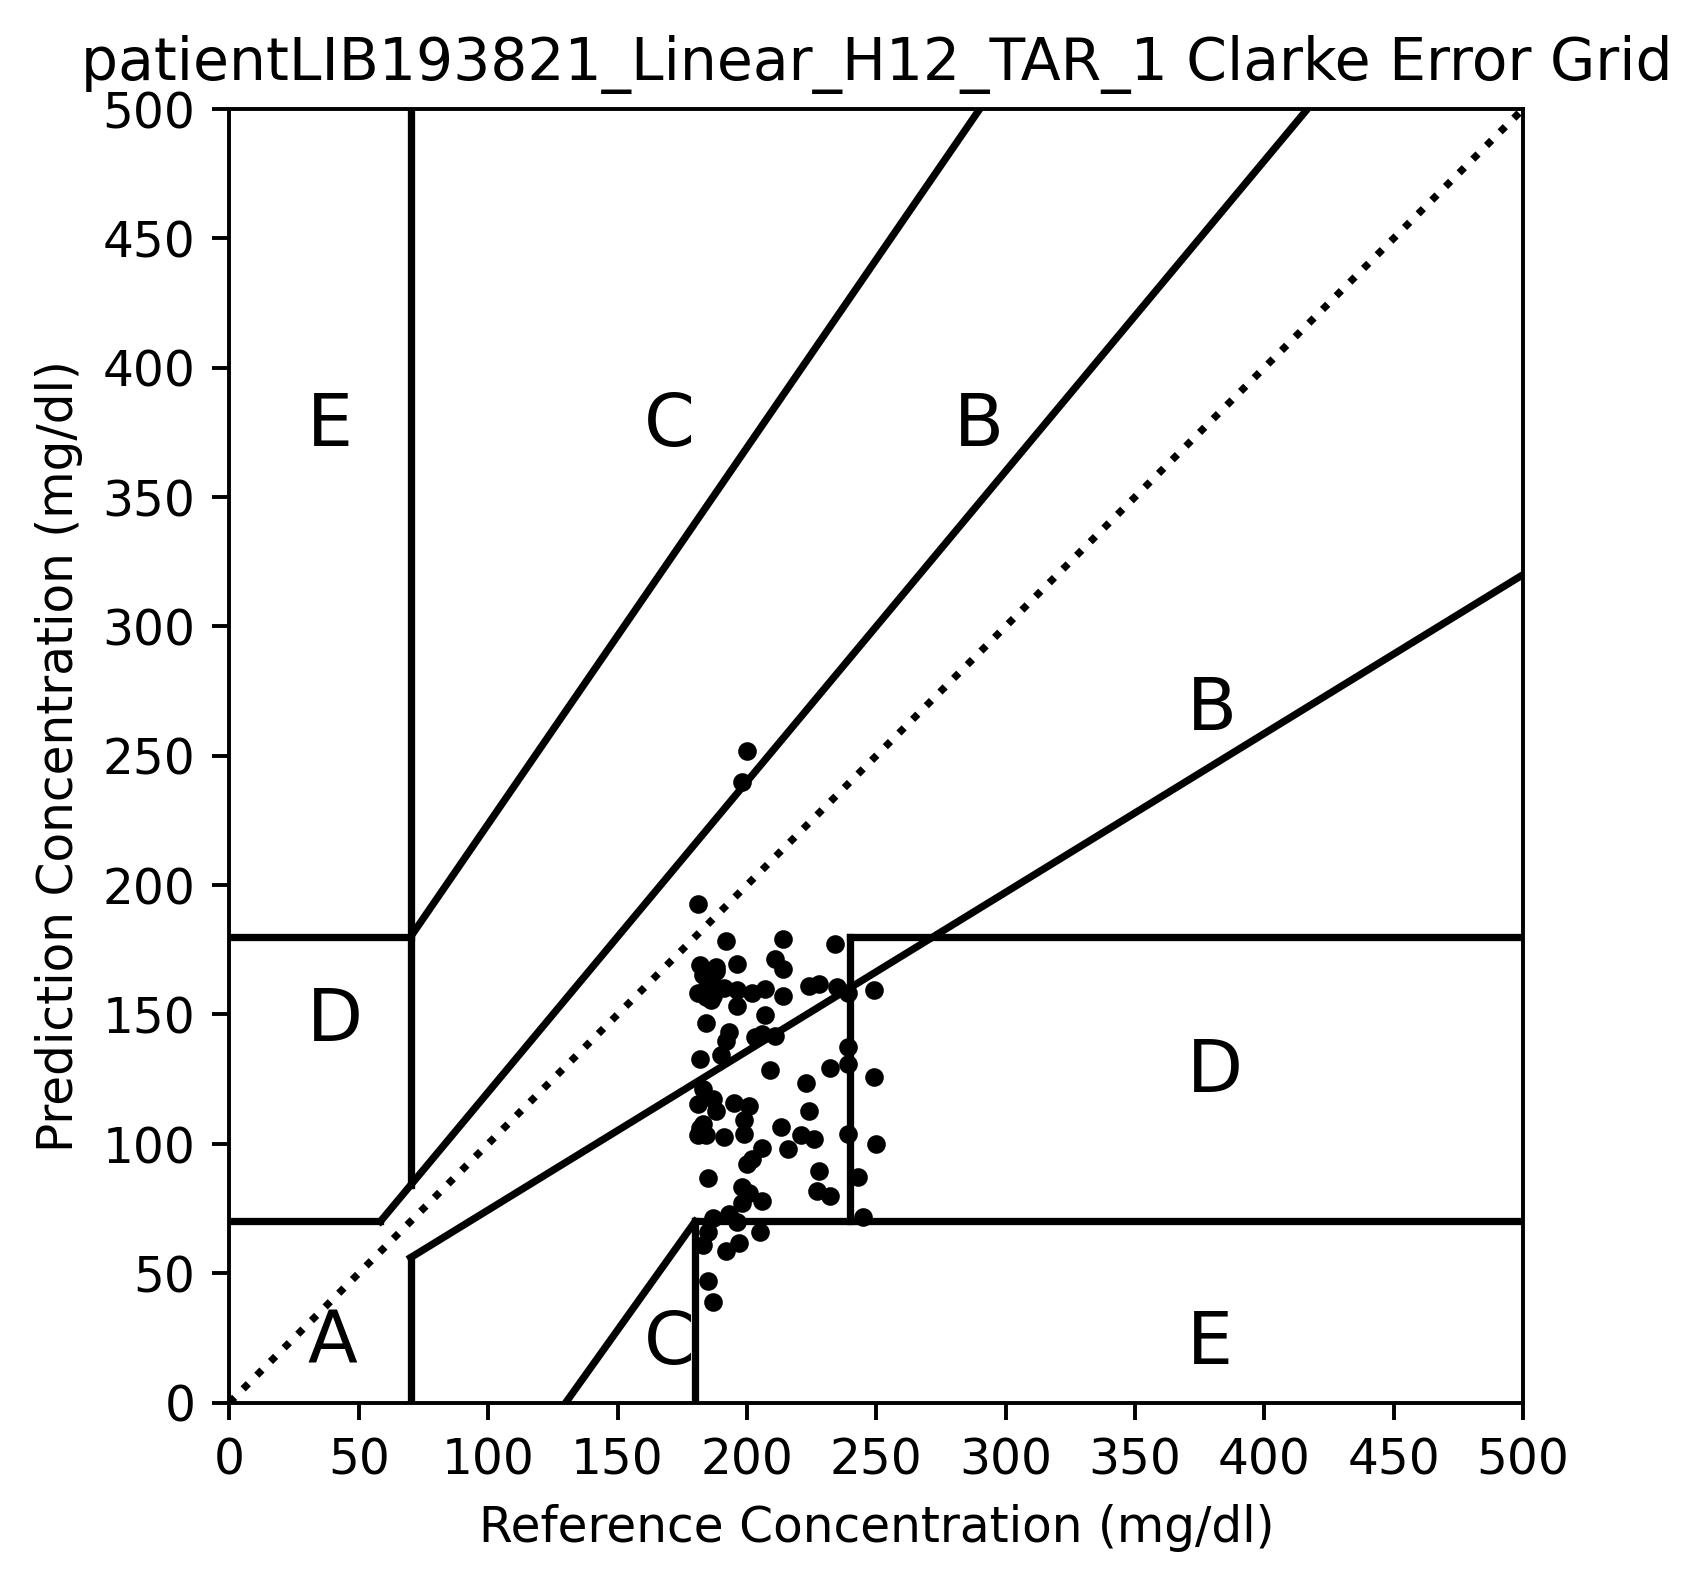 patientLIB193821_Linear_H12_TAR_1 Clarke Error Grid
500
450
400
350
300
250
200
150
100
50
0
Prediction Concentration (mg/dl)
E
C
B
B
D
D
A
C
E
0 50 100 150 200 250 300 350 400 450 500
Reference Concentration (mg/dl)